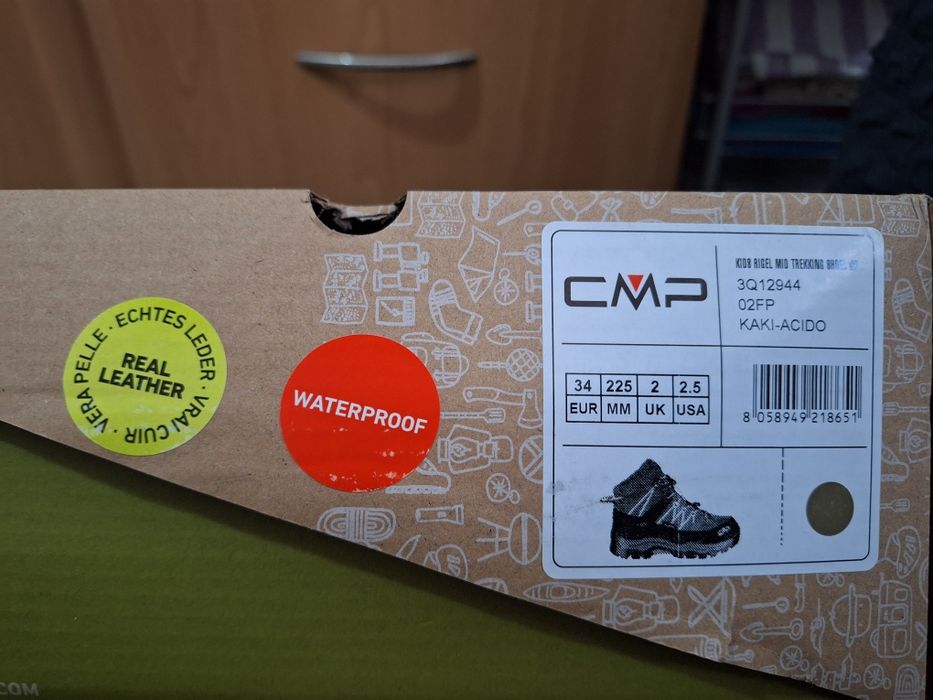 ECHTES LEDER · VRAI CUIR · VERA PELLE ·
REAL
LEATHER
WATERPROOF
CMP
KIDS RIGEL MID TREKKING SHOES WP
3Q12944
02FP
KAKI-ACIDO
34 225 2 2.5
EUR MM UK USA
8 058949 218651
.COM